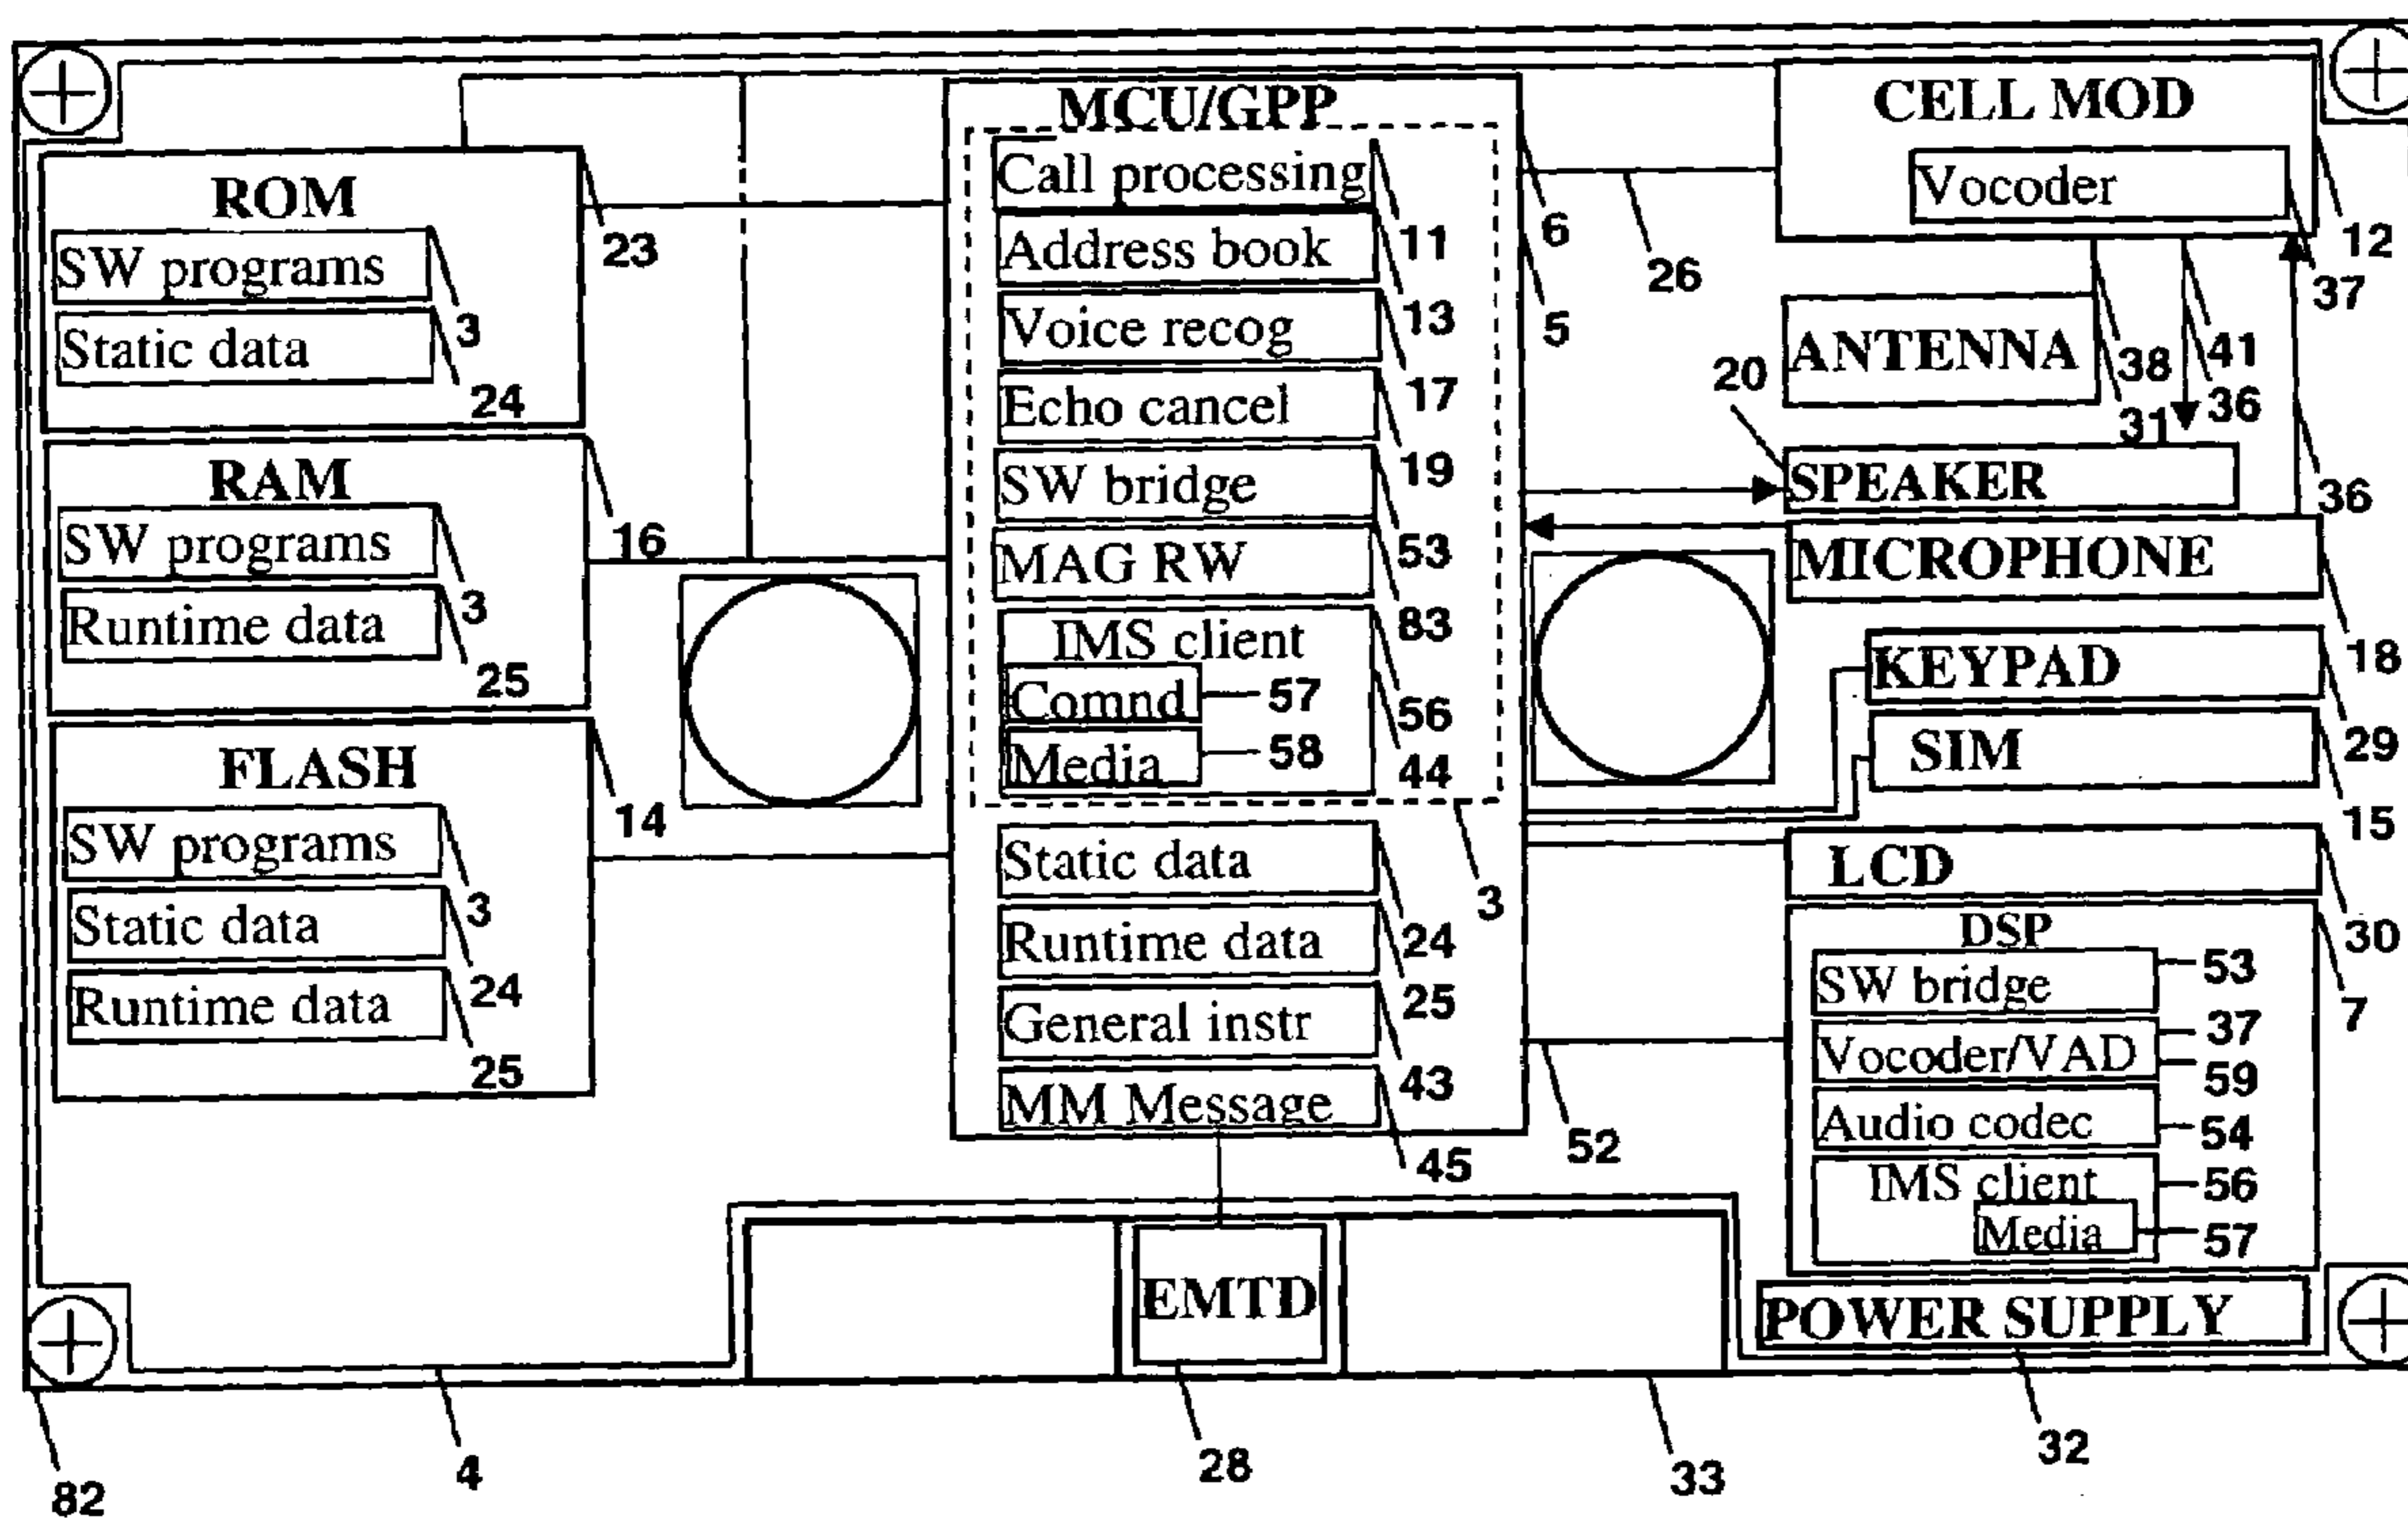 ROM
SW programs
Static data
23
3
24
RAM
SW programs
Runtime data
16
3
25
FLASH
SW programs
Static data
Runtime data
14
3
24
25
MCU/GPP
Call processing
Address book
Voice recog
Echo cancel
SW bridge
MAG RW
IMS client
Comnd
57
Media
58
Static data
Runtime data
General instr
MM Message
11
13
17
19
53
83
56
44
3
24
25
43
45
6
5
26
CELL MOD
Vocoder
12
37
ANTENNA
38
31
41
36
20
SPEAKER
36
MICROPHONE
18
KEYPAD
29
SIM
15
LCD
30
DSP
7
SW bridge
53
Vocoder/VAD
37
59
Audio codec
54
IMS client
56
Media
57
52
POWER SUPPLY
32
EMTD
28
33
4
82